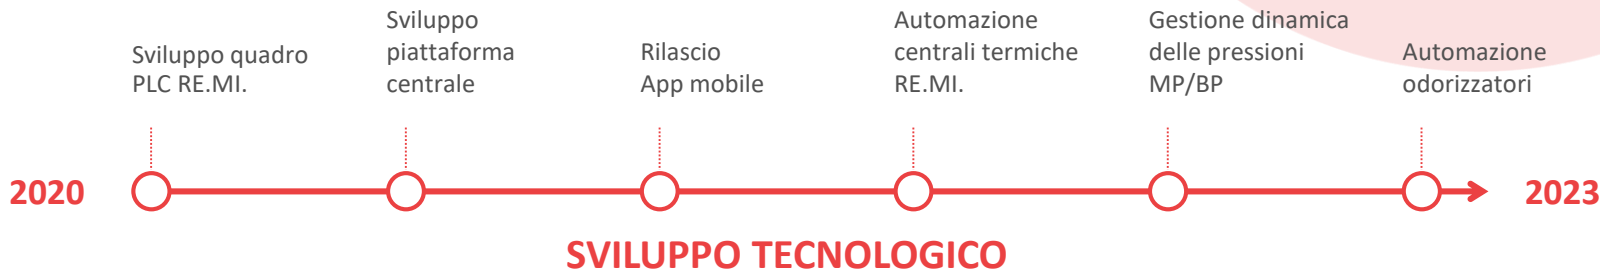 Sviluppo quadro
PLC RE.MI.
Sviluppo
piattaforma
centrale
Rilascio
App mobile
Automazione
centrali termiche
RE.MI.
Gestione dinamica
delle pressioni
MP/BP
Automazione
odorizzatori
2020
2023
SVILUPPO TECNOLOGICO